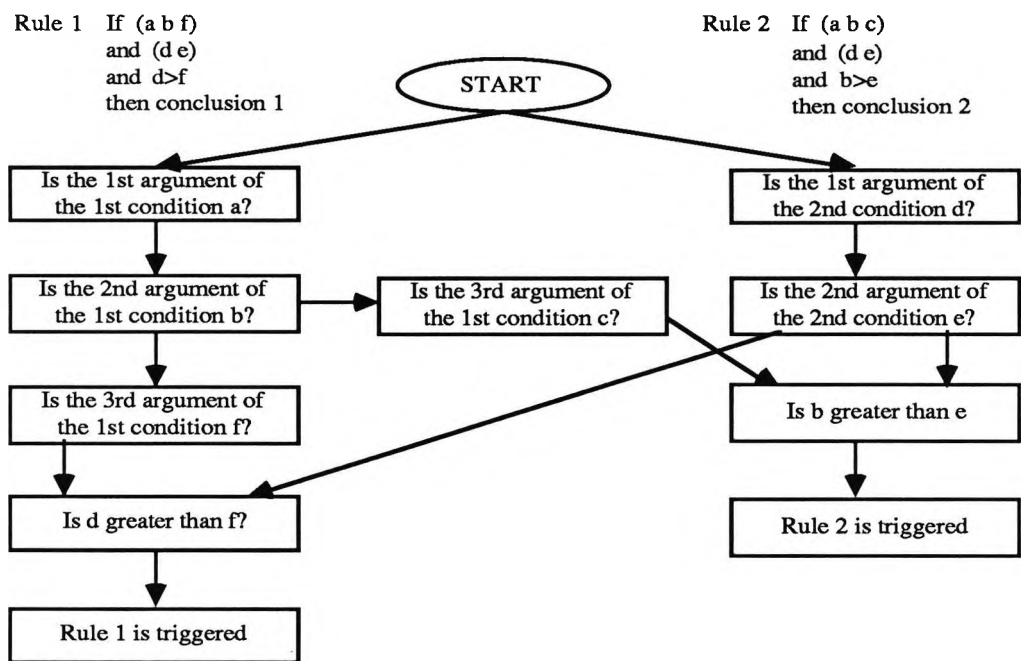 Rule 1 If (a b f)
and (d e)
and d>f
then conclusion 1
Rule 2 If (a b c)
and (d e)
and b>e
then conclusion 2
START
Is the 1st argument of
the 1st condition a?
Is the 1st argument of
the 2nd condition d?
Is the 2nd argument of
the 1st condition b?
Is the 3rd argument of
the 1st condition c?
Is the 2nd argument of
the 2nd condition e?
Is the 3rd argument of
the 1st condition f?
Is b greater than e
Is d greater than f?
Rule 2 is triggered
Rule 1 is triggered